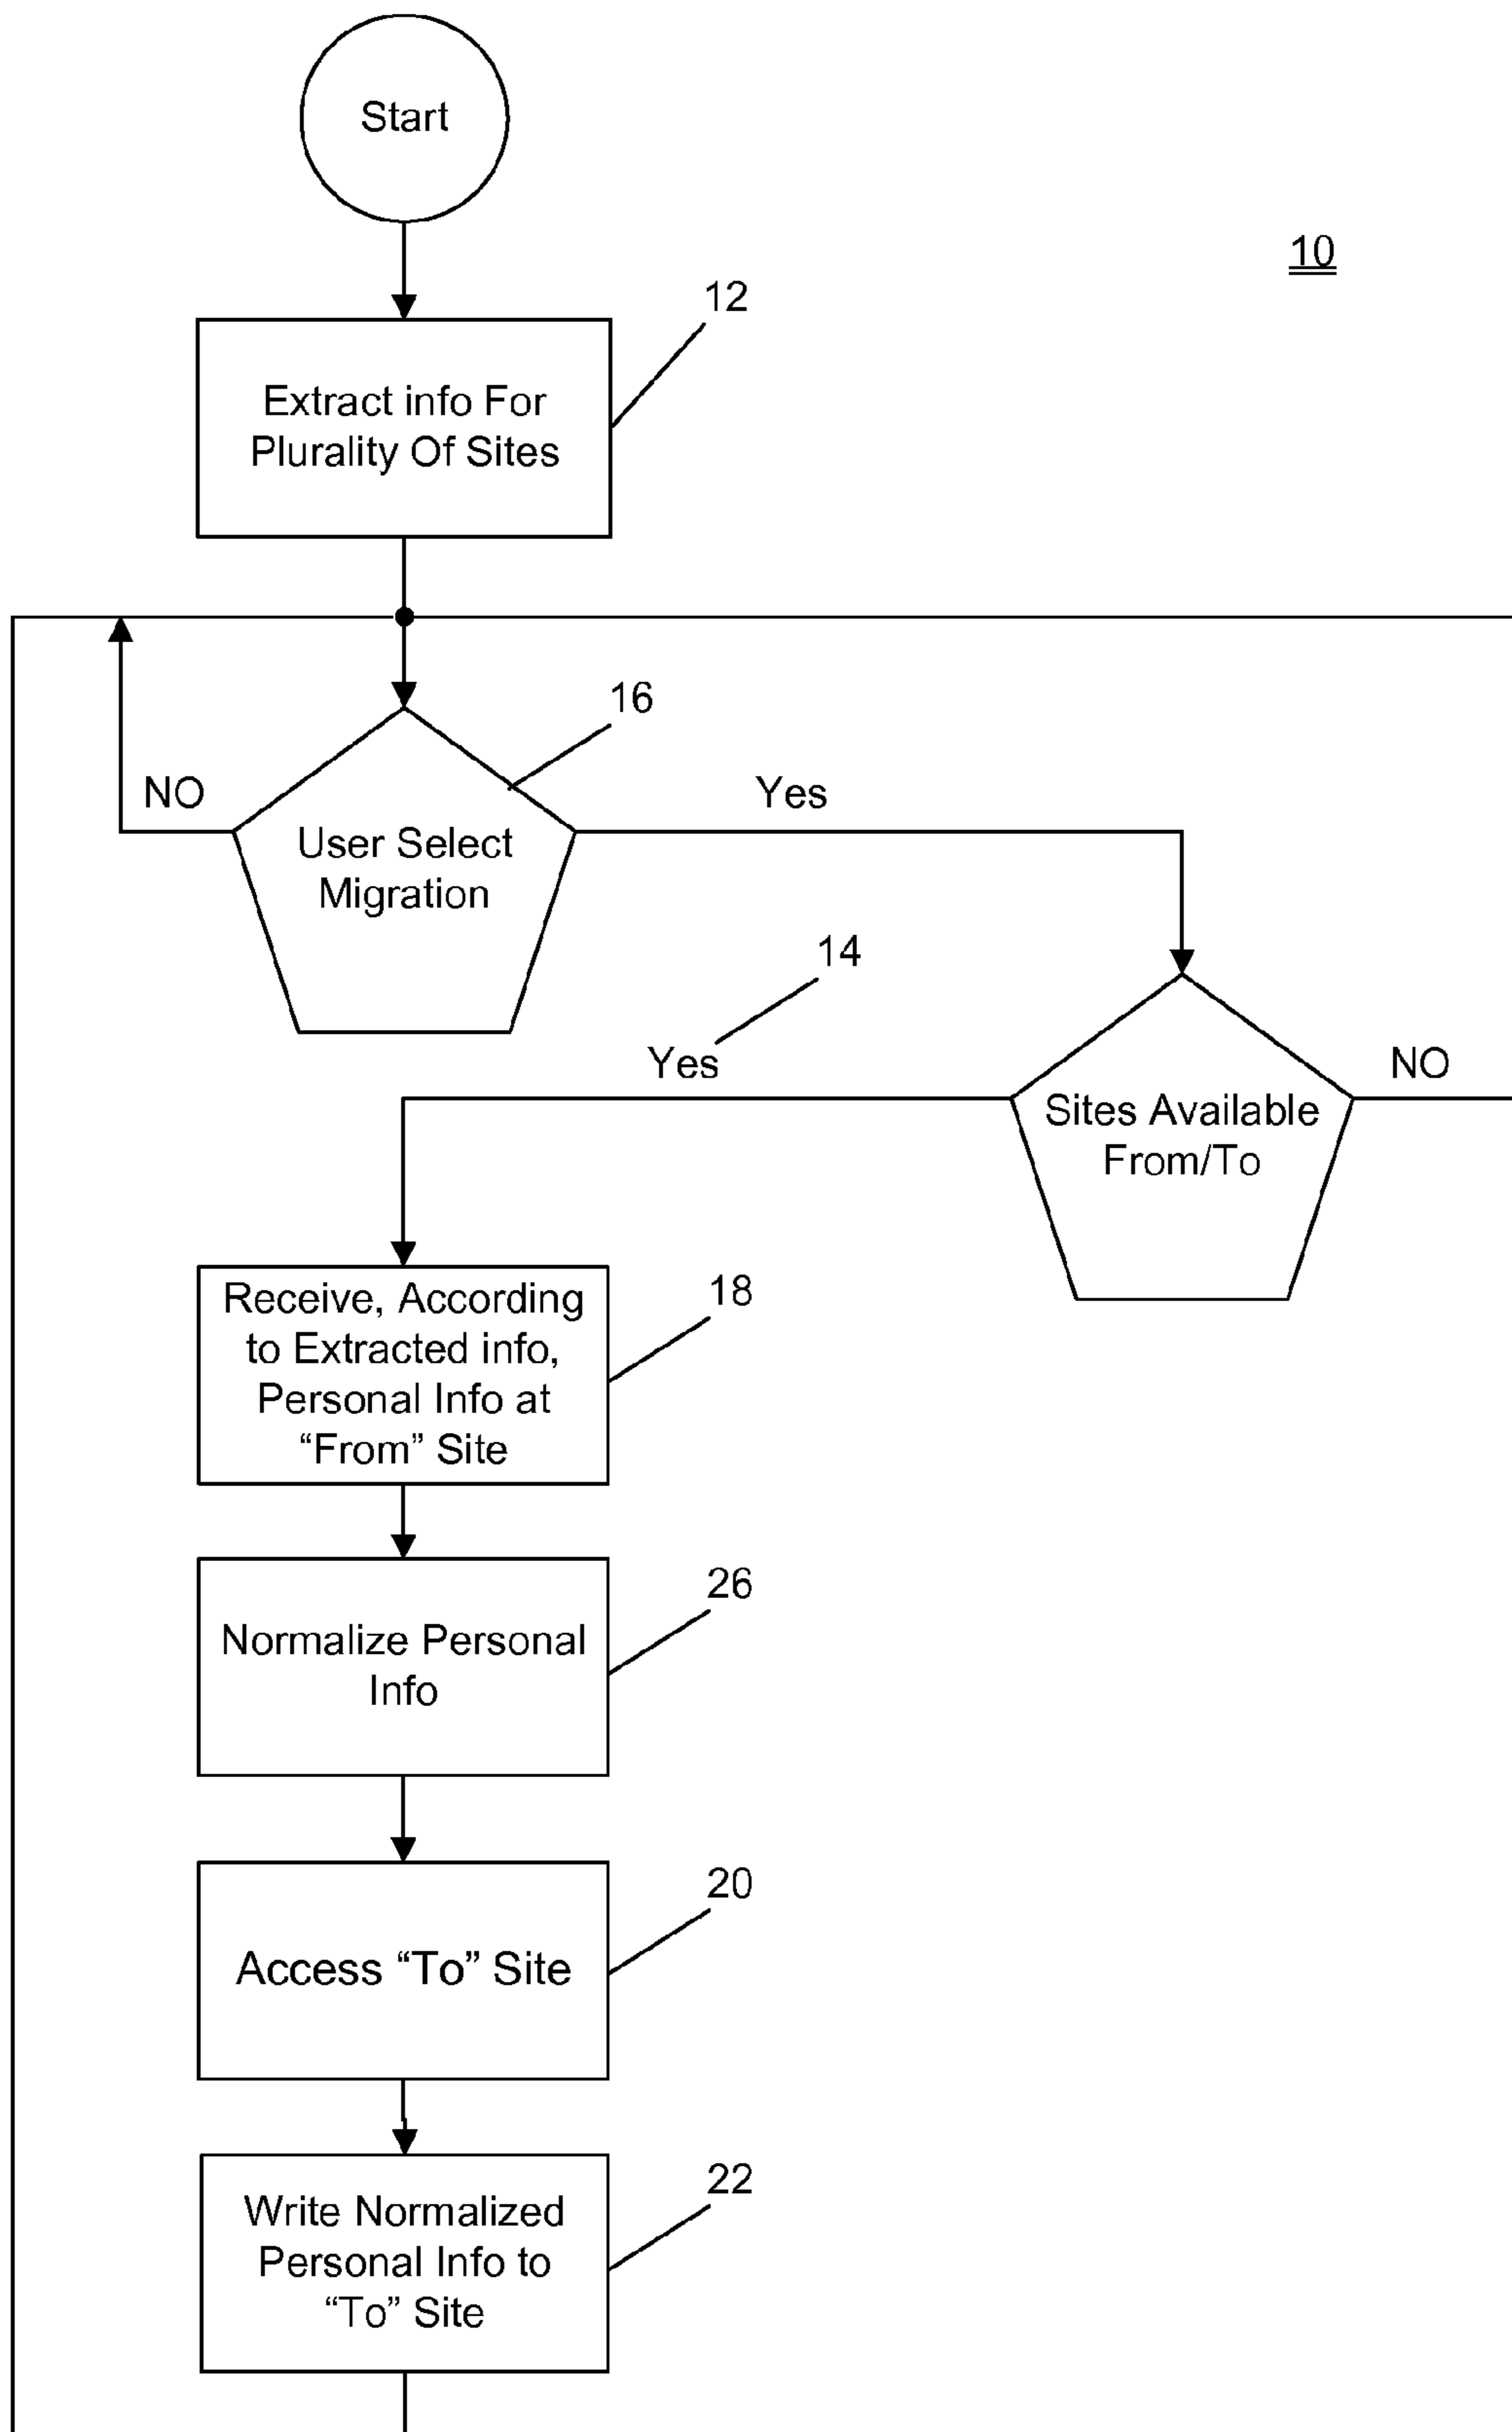 Start
10
12
Extract info For
Plurality Of Sites
16
NO
Yes
User Select
Migration
14
Yes
NO
Sites Available
From/To
Receive, According
to Extracted info,
Personal Info at
“From” Site
18
26
Normalize Personal
Info
20
Access “To” Site
22
Write Normalized
Personal Info to
“To” Site